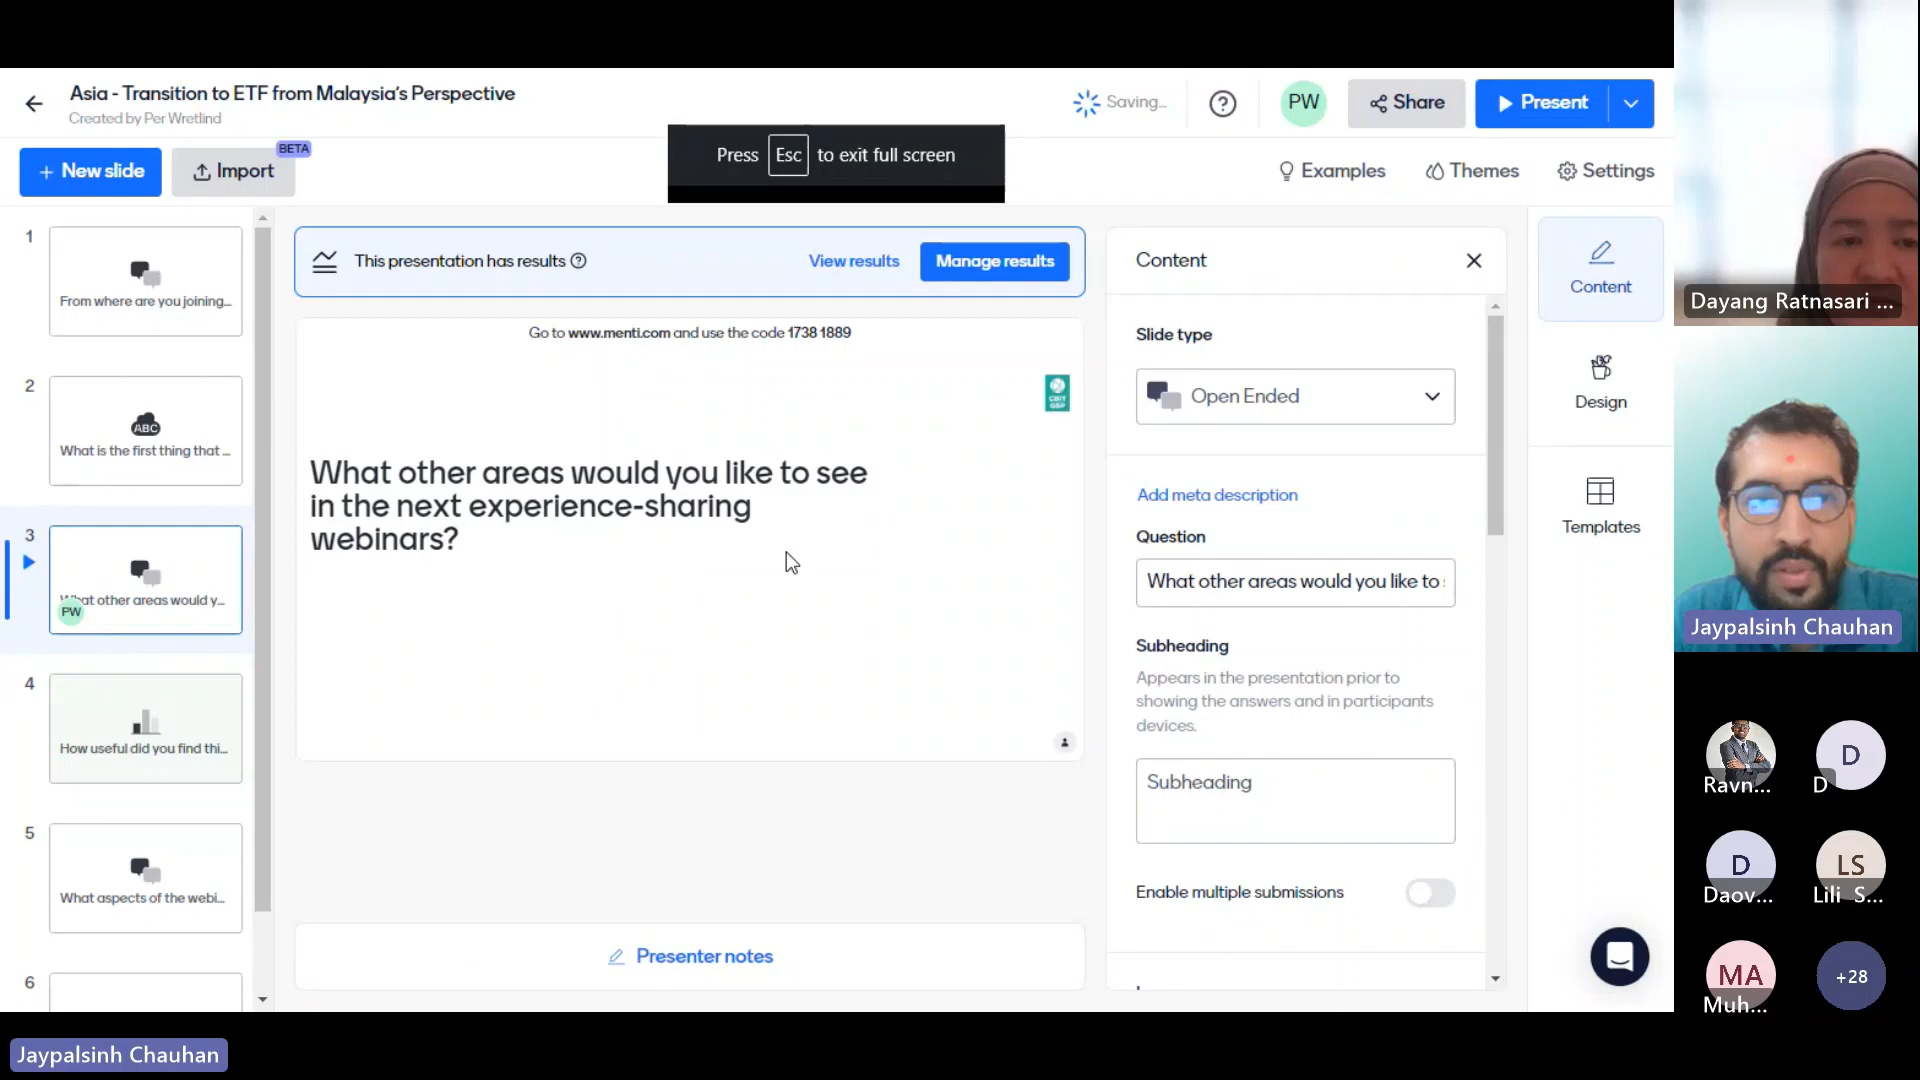 Asia - Transition to ETF from Malaysia's Perspective
Created by Per Wretlind
Saving...
PW
Share
Present
New slide
Import
BETA
Press Esc to exit full screen
Examples
Themes
Settings
1
From where are you joining...
2
ABC
What is the first thing that ...
3
What other areas would y...
PW
4
How useful did you find thi...
5
What aspects of the webi...
6
This presentation has results
View results
Manage results
Go to www.menti.com and use the code 1738 1889
CBIT
GSP
What other areas would you like to see
in the next experience-sharing
webinars?
Presenter notes
Content
Slide type
Open Ended
Add meta description
Question
What other areas would you like to
Subheading
Appears in the presentation prior to
showing the answers and in participants
devices.
Subheading
Enable multiple submissions
Content
Design
Templates
Dayang Ratnasari ...
Jaypalsinh Chauhan
Ravn...
D
D
D
Daov...
LS
Lili S...
MA
Muh...
+28
Jaypalsinh Chauhan